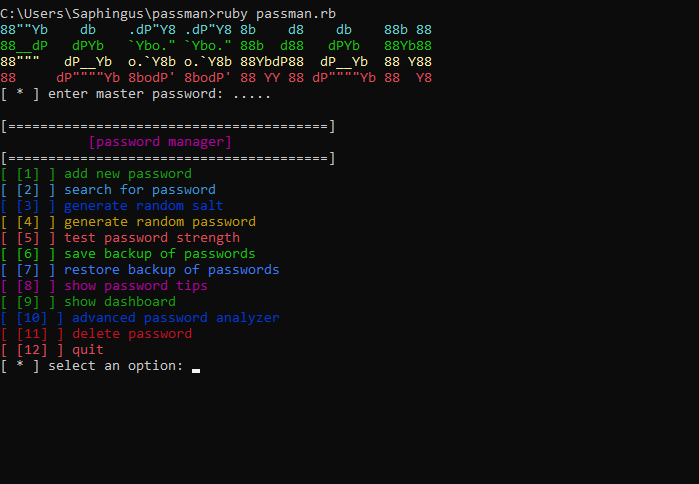 C:\Users\Saphingus\passman>ruby passman.rb
88""Yb    db    .dP"Y8 .dP"Y8 8b    d8    db    88b 88
88__dP   dPYb   `Ybo." `Ybo." 88b  d88   dPYb   88Yb88
88"""   dP__Yb  o.`Y8b o.`Y8b 88YbdP88  dP__Yb  88 Y88
88     dP""""Yb 8bodP' 8bodP' 88 YY 88 dP""""Yb 88  Y8
[ * ] enter master password: .....
[========================================]
[password manager]
[========================================]
[ [1] ] add new password
[ [2] ] search for password
[ [3] ] generate random salt
[ [4] ] generate random password
[ [5] ] test password strength
[ [6] ] save backup of passwords
[ [7] ] restore backup of passwords
[ [8] ] show password tips
[ [9] ] show dashboard
[ [10] ] advanced password analyzer
[ [11] ] delete password
[ [12] ] quit
[ * ] select an option: